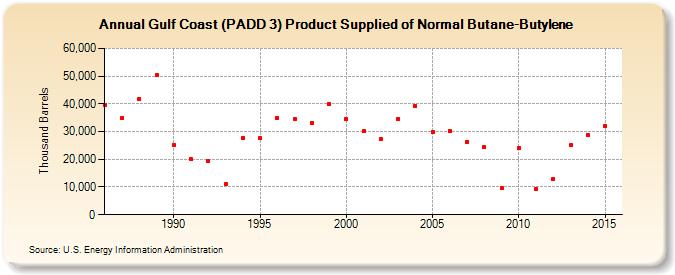 Annual Gulf Coast (PADD 3) Product Supplied of Normal Butane-Butylene
Thousand Barrels
60,000
50,000
40,000
30,000
20,000
10,000
0
1990 1995 2000 2005 2010 2015
Source: U.S. Energy Information Administration